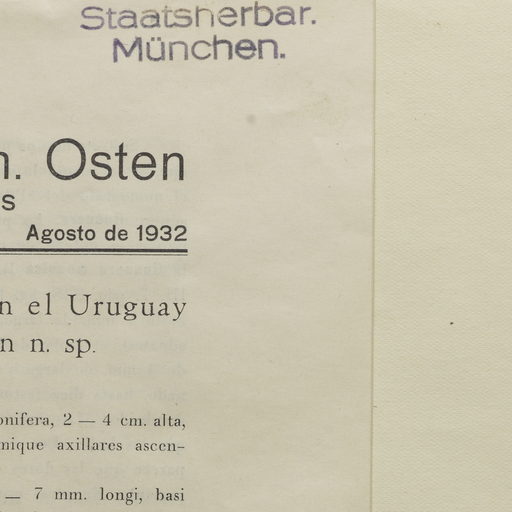 Staatsherbar.
München.
n. Osten
s
Agosto de 1932
n el Uruguay
n n. sp.
onifera, 2 — 4 cm. alta,
mique axillares ascen-
— 7 mm. longi, basi